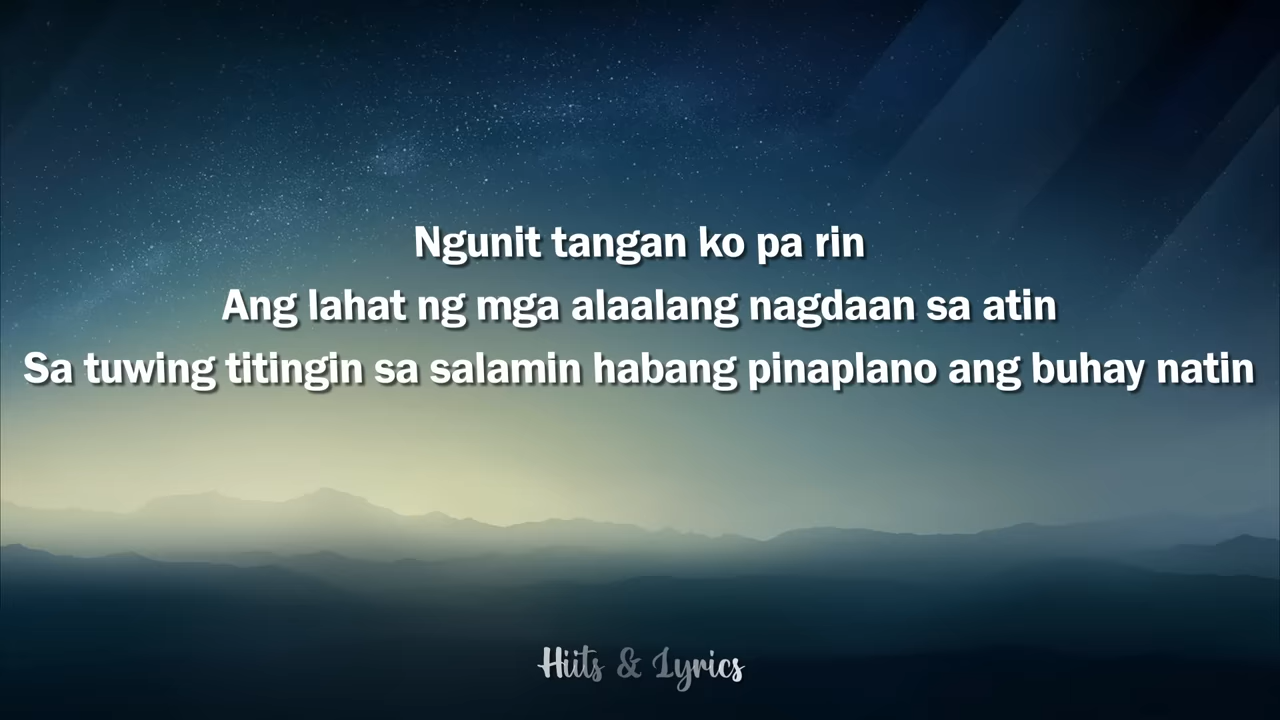 Ngunit tangan ko pa rin
Ang lahat ng mga alaalang nagdaan sa atin
Sa tuwing titingin sa salamin habang pinaplano ang buhay natin
Hiits & Lyrics